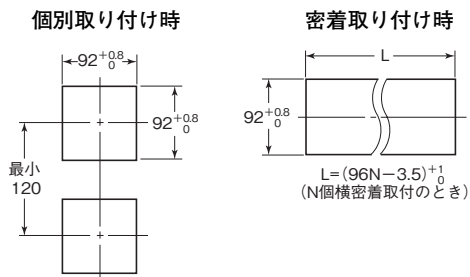 個別取り付け時
92+0.8 0
92+0.8 0
最小
120
密着取り付け時
L
92+0.8 0
L=(96N−3.5)+1 0
(N個横密着取付のとき)